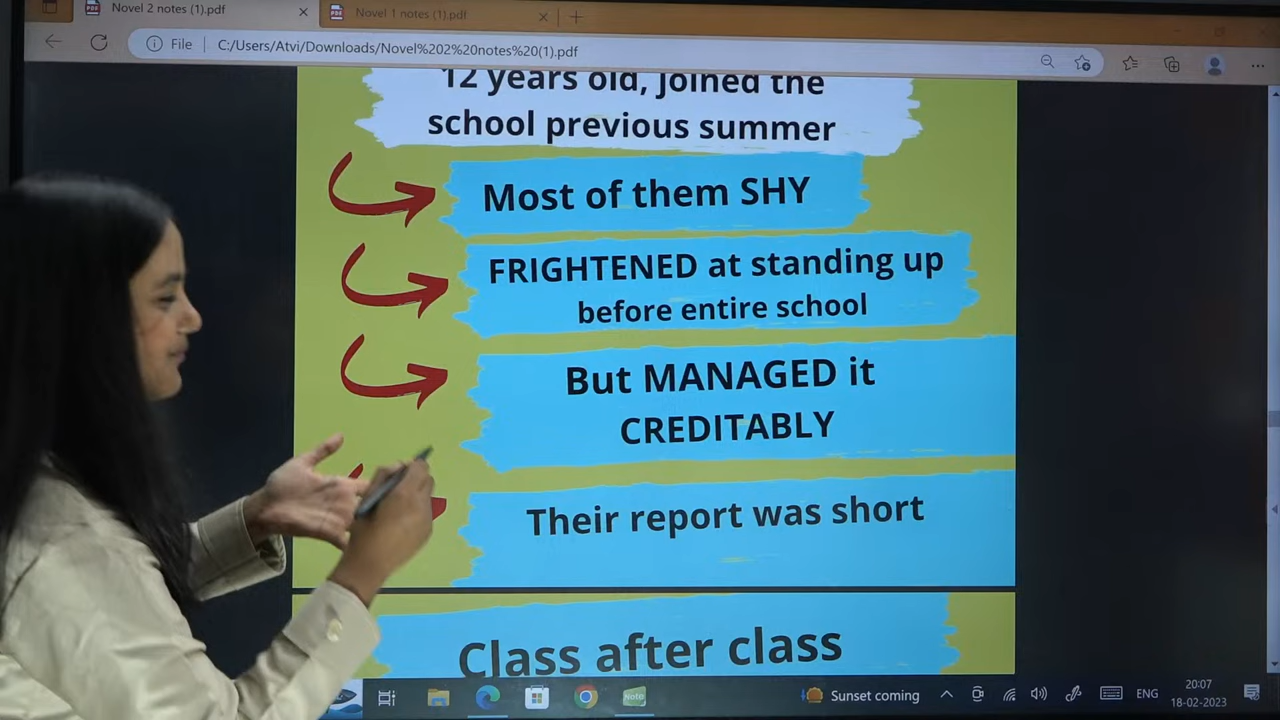 Novel 2 notes (1).pdf
Novel 1 notes (1).pdf
File
C:/Users/Atvi/Downloads/Novel%202%20notes%20(1).pdf
12 years old, joined the
school previous summer
Most of them SHY
FRIGHTENED at standing up
before entire school
But MANAGED it
CREDITABLY
Their report was short
Class after class
Note
Sunset coming
ENG
20:07
18-02-2023